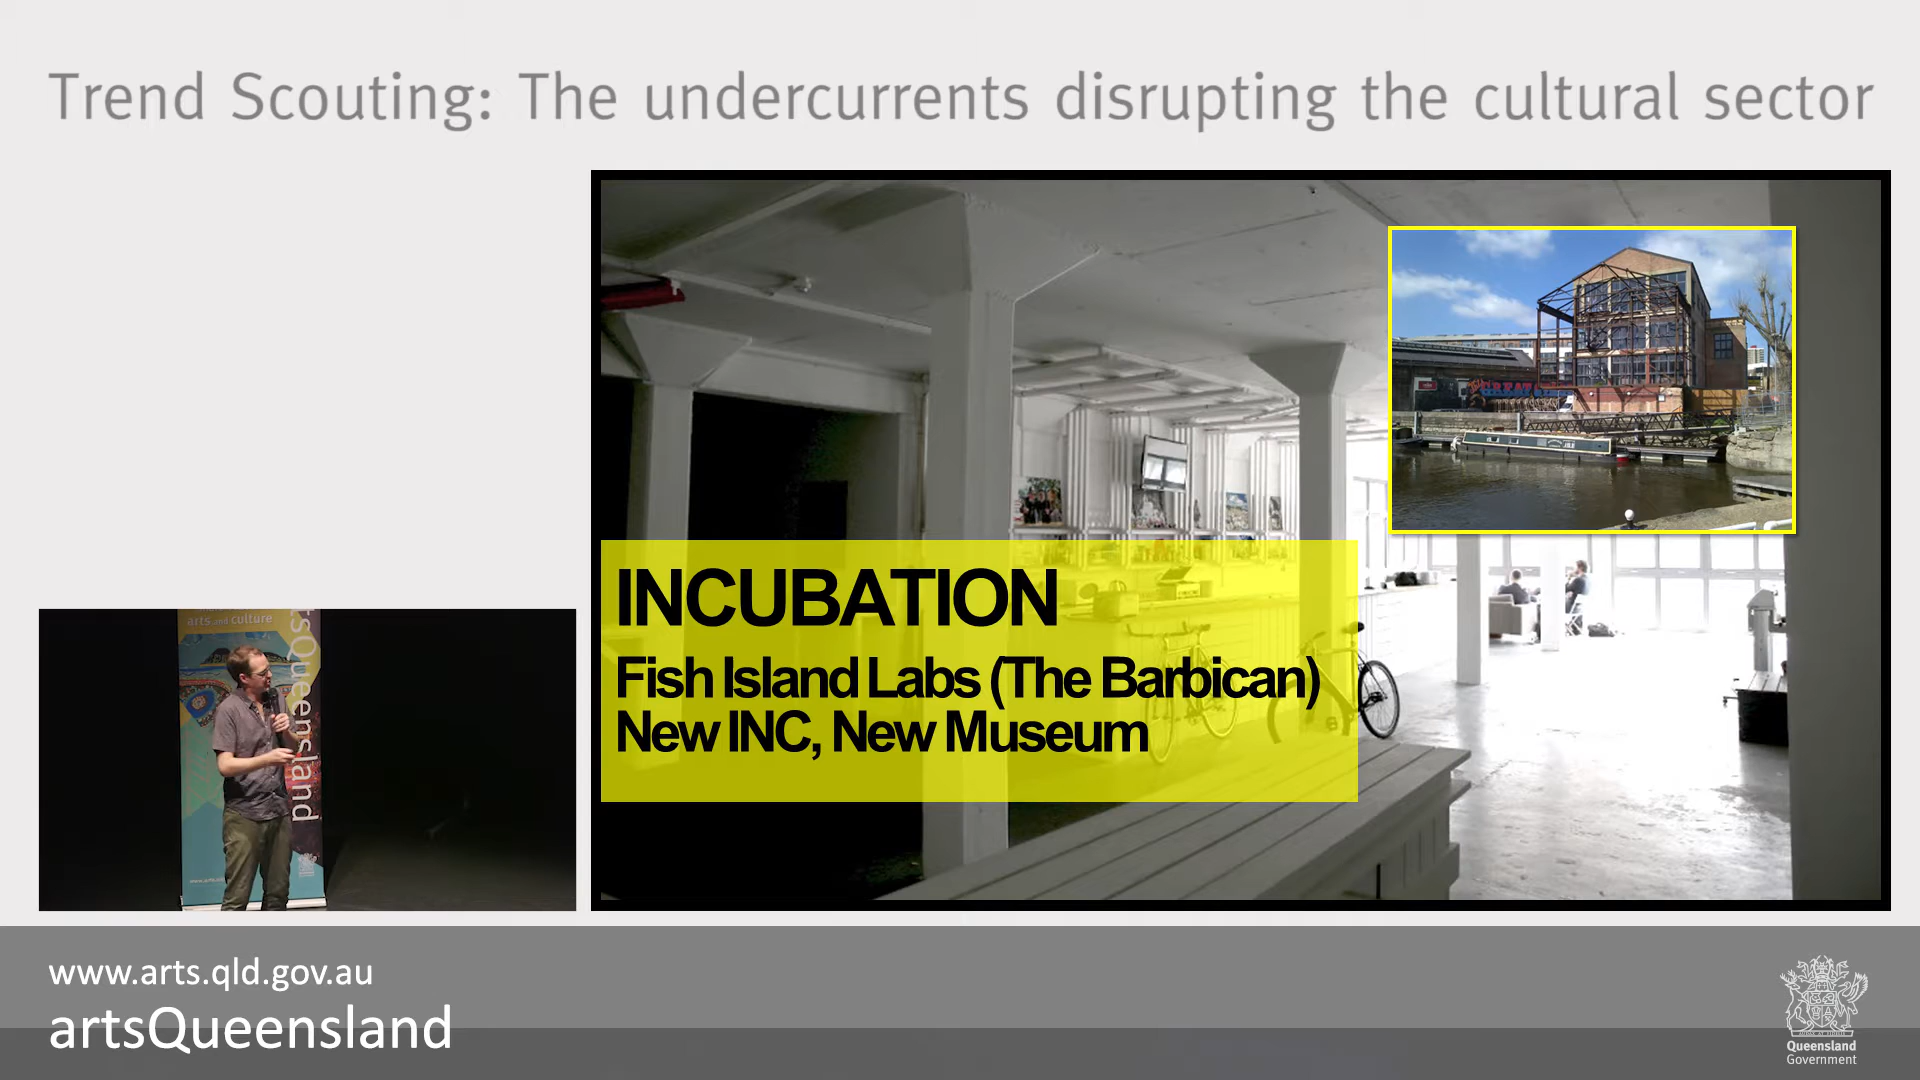 Trend Scouting: The undercurrents disrupting the cultural sector
INCUBATION
Fish Island Labs (The Barbican)
New INC, New Museum
arts and culture
tsQueensland
www.arts.qld.gov.au
artsQueensland
Queensland
Government